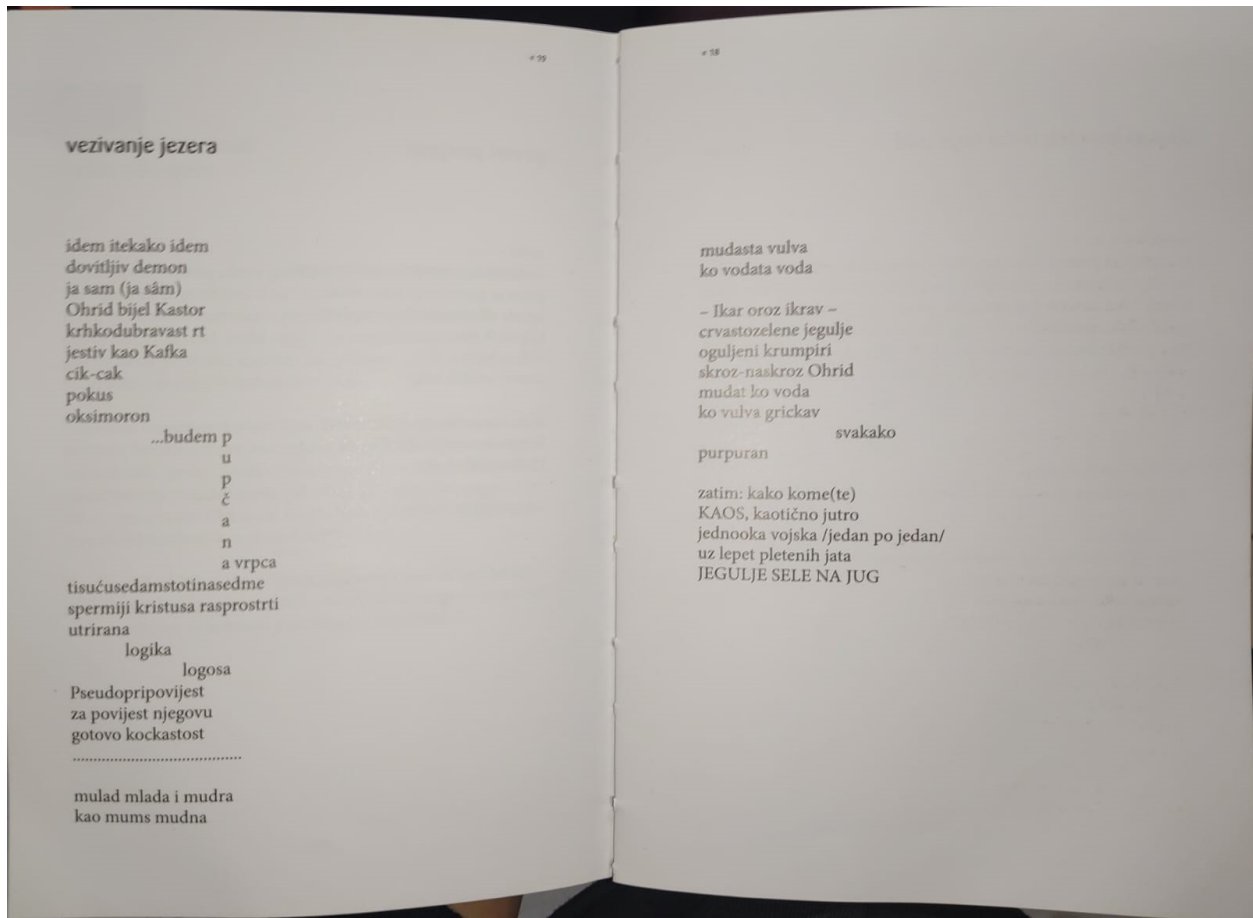 * 99
vezivanje jezera
idem itekako idem
dovitljiv demon
ja sam (ja sâm)
Ohrid bijel Kastor
krhkodubravast rt
jestiv kao Kafka
cik-cak
pokus
oksimoron
...budem p
u
p
č
a
n
a vrpca
tisućusedamstotinasedme
spermiji kristusa rasprostrti
utrirana
logika
logosa
Pseudopripovijest
za povijest njegovu
gotovo kockastost
........................................
mulad mlada i mudra
kao mums mudna
* 98
mudasta vulva
ko vodata voda
– Ikar oroz ikrav –
crvastozelene jegulje
oguljeni krumpiri
skroz-naskroz Ohrid
mudat ko voda
ko vulva grickav
svakako
purpuran
zatim: kako kome(te)
KAOS, kaotično jutro
jednooka vojska /jedan po jedan/
uz lepet pletenih jata
JEGULJE SELE NA JUG